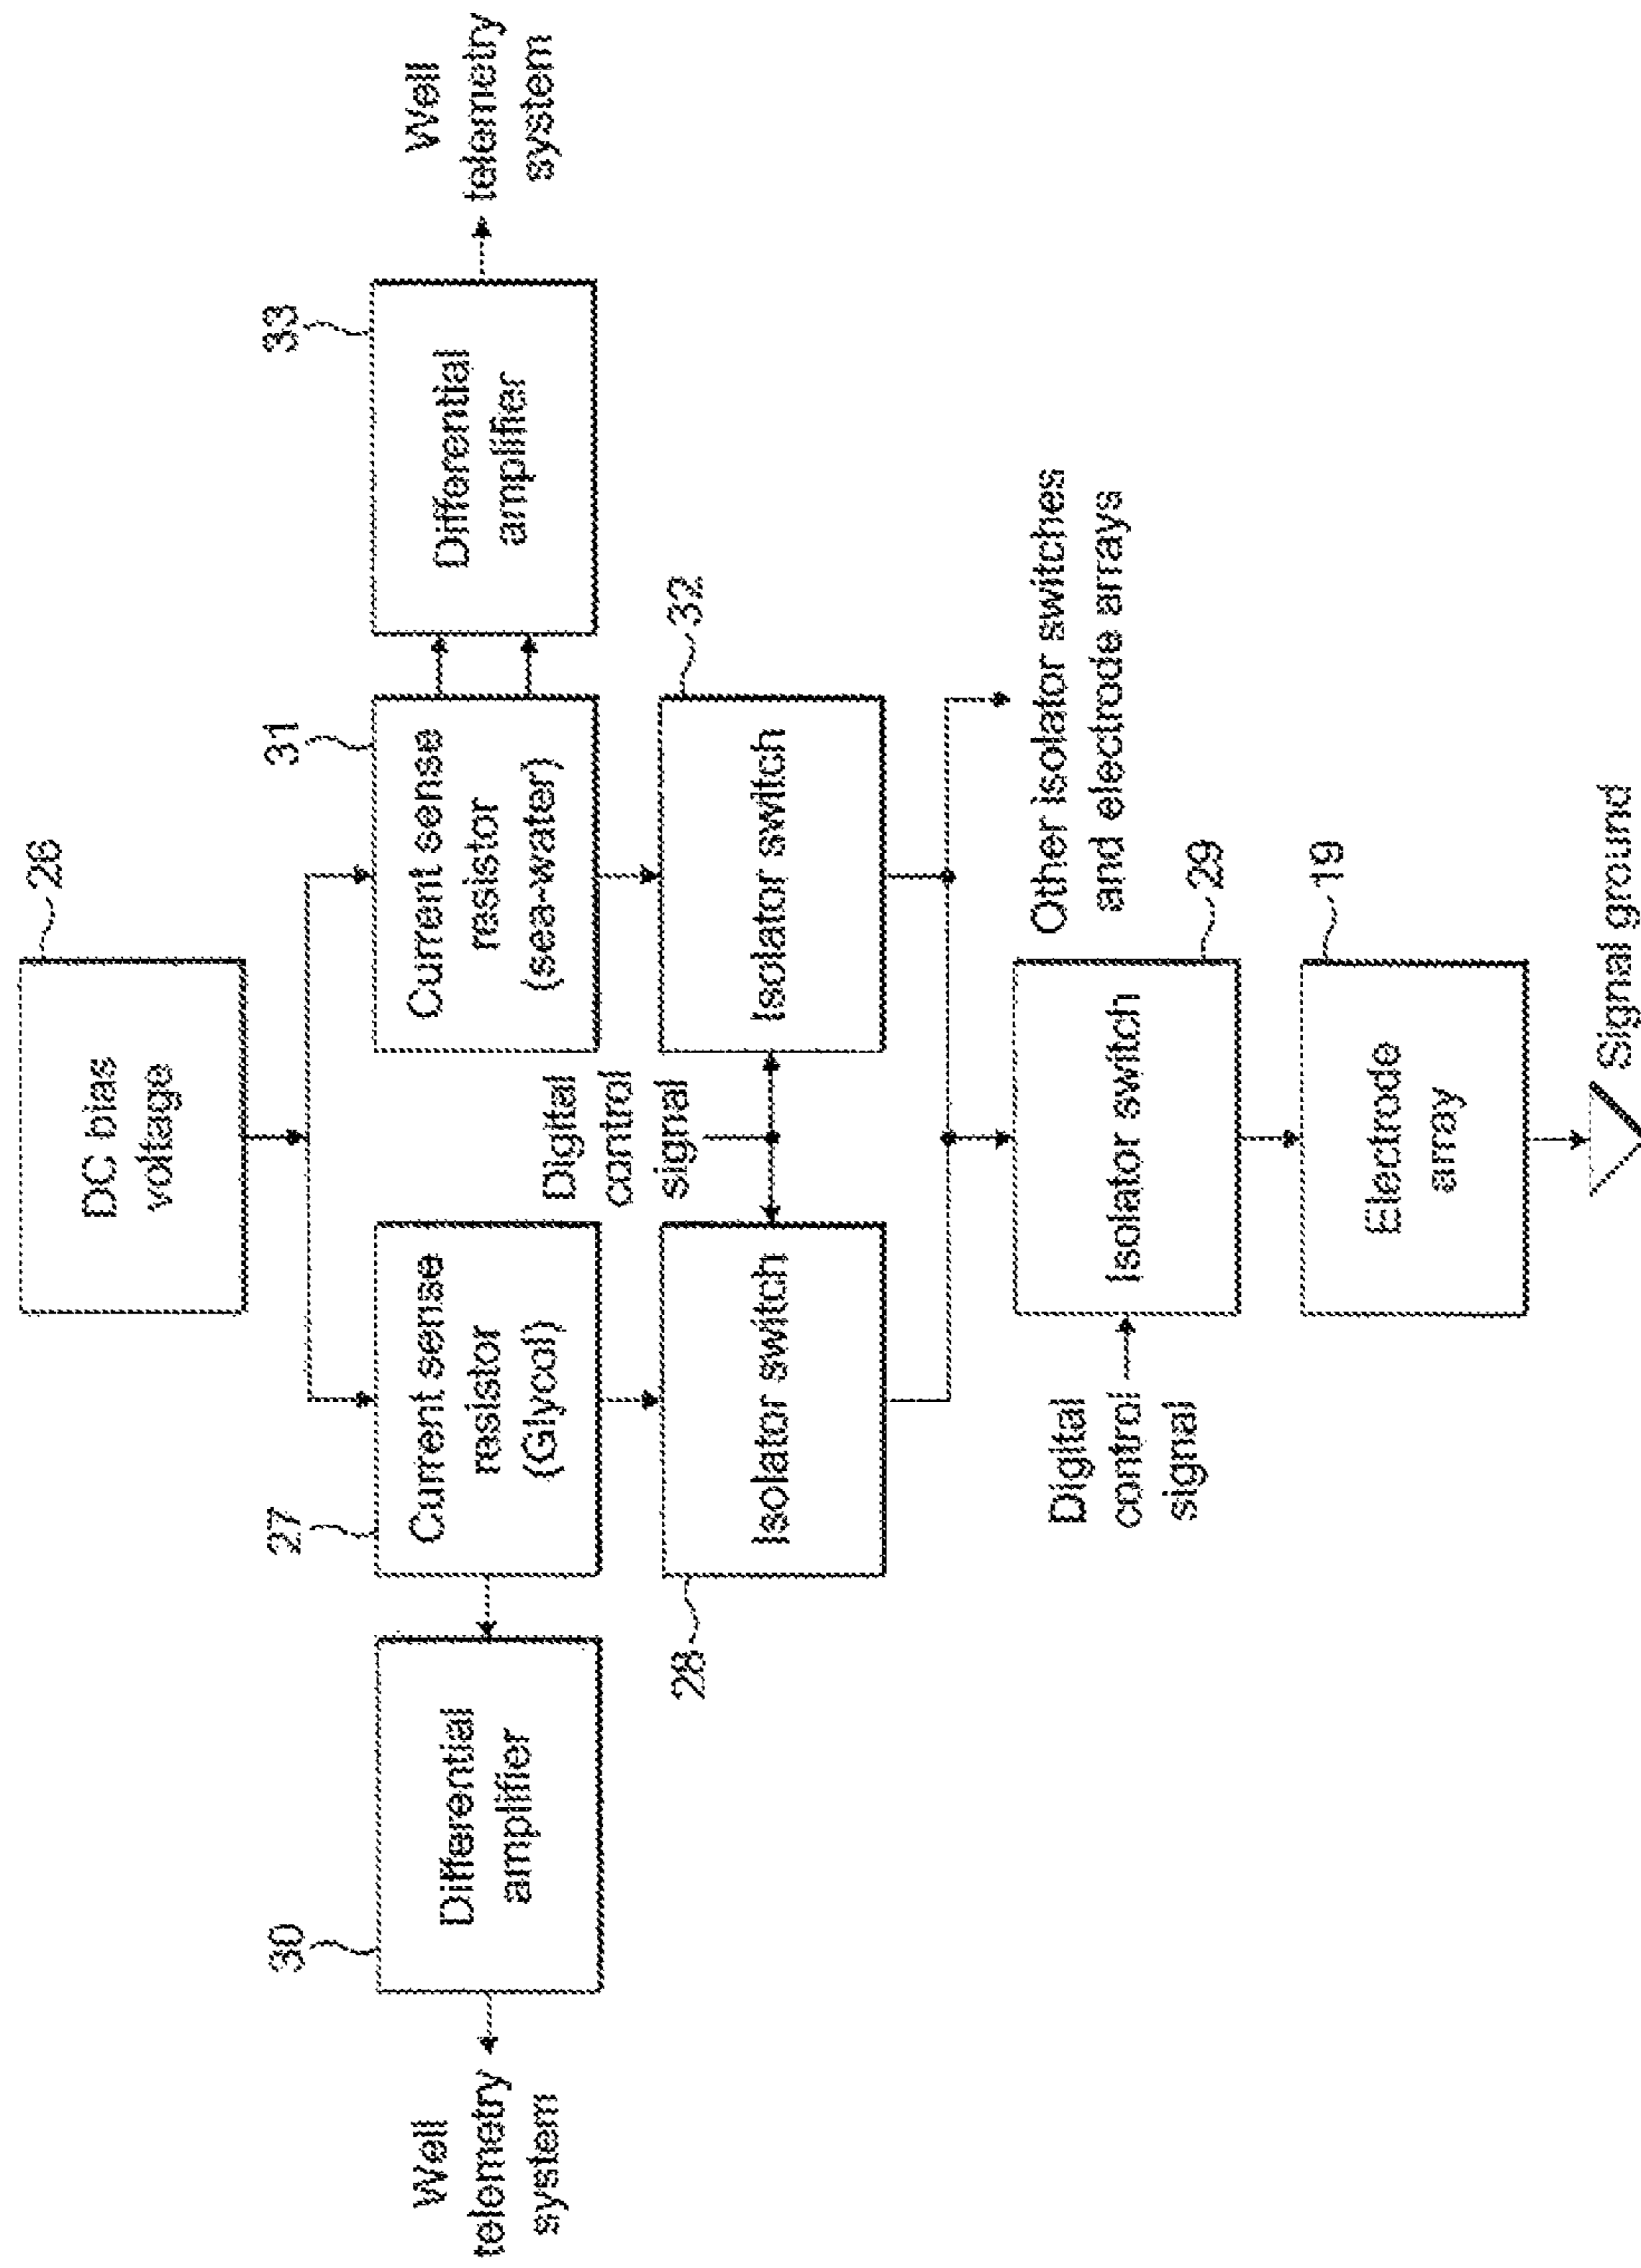 26
DC bias
voltage
27
Current sense
resistor
(Glycol)
31
Current sense
resistor
(sea-water)
30
Differential
amplifier
33
Differential
amplifier
Well
telemetry
system
Well
telemetry
system
Digital
control
signal
28
Isolator switch
32
Isolator switch
Other isolator switches
and electrode arrays
Digital
control
signal
Isolator switch
29
Electrode
array
19
Signal ground